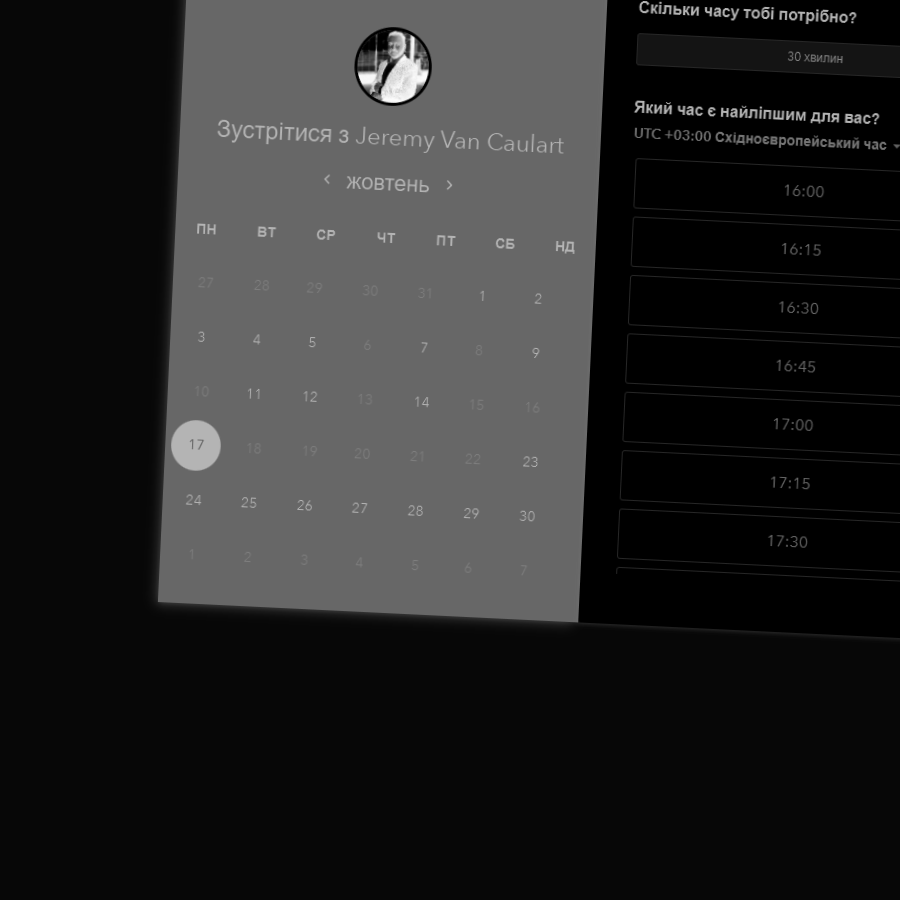 Зустрітися з Jeremy Van Caulart
‹ жовтень ›
ПН ВТ СР ЧТ ПТ СБ НД
27 28 29 30 31 1 2
3 4 5 6 7 8 9
10 11 12 13 14 15 16
17 18 19 20 21 22 23
24 25 26 27 28 29 30
1 2 3 4 5 6 7
Скільки часу тобі потрібно?
30 хвилин
Який час є найліпшим для вас?
UTC +03:00 Східноєвропейський час
16:00
16:15
16:30
16:45
17:00
17:15
17:30